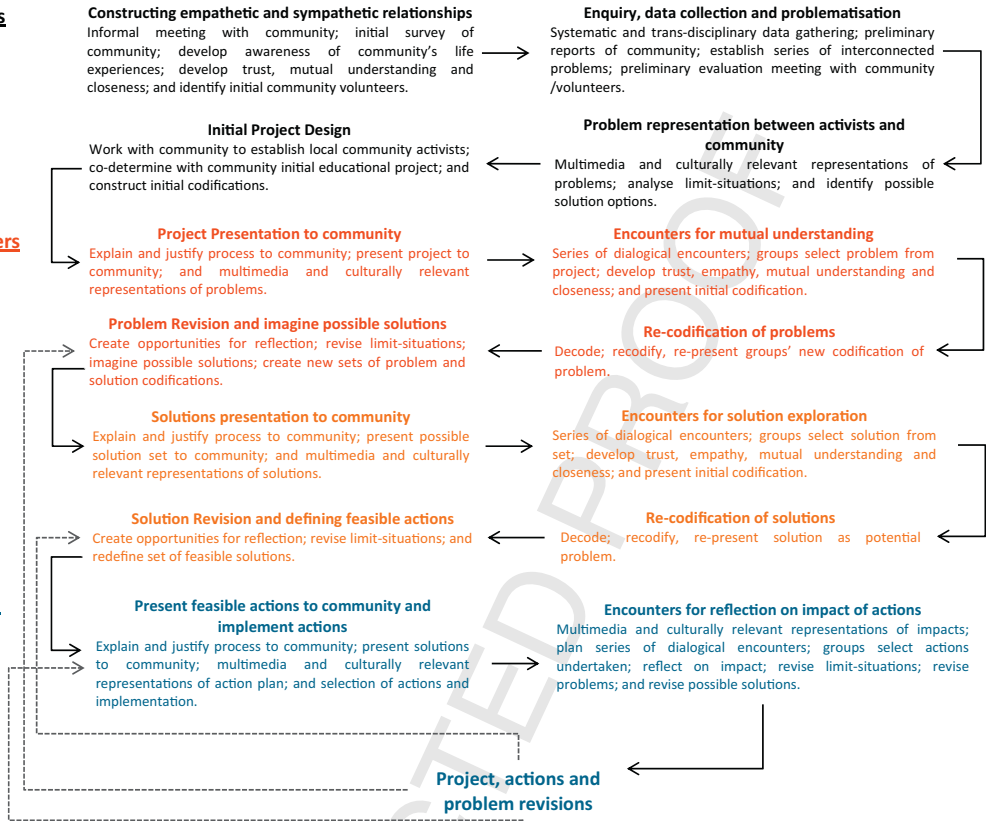 s
Constructing empathetic and sympathetic relationships
Informal meeting with community; initial survey of
community; develop awareness of community's life
experiences; develop trust, mutual understanding and
closeness; and identify initial community volunteers.
Enquiry, data collection and problematisation
Systematic and trans-disciplinary data gathering; preliminary
reports of community; establish series of interconnected
problems; preliminary evaluation meeting with community
/volunteers.
Problem representation between activists and
community
Multimedia and culturally relevant representations of
problems; analyse limit-situations; and identify possible
solution options.
Initial Project Design
Work with community to establish local community activists;
co-determine with community initial educational project; and
construct initial codifications.
ers
Project Presentation to community
Explain and justify process to community; present project to
community; and multimedia and culturally relevant
representations of problems.
Encounters for mutual understanding
Series of dialogical encounters; groups select problem from
project; develop trust, empathy, mutual understanding and
closeness; and present initial codification.
Re-codification of problems
Decode; recodify, re-present groups' new codification of
problem.
Problem Revision and imagine possible solutions
Create opportunities for reflection; revise limit-situations;
imagine possible solutions; create new sets of problem and
solution codifications.
Solutions presentation to community
Explain and justify process to community; present possible
solution set to community; and multimedia and culturally
relevant representations of solutions.
Encounters for solution exploration
Series of dialogical encounters; groups select solution from
set; develop trust, empathy, mutual understanding and
closeness; and present initial codification.
Re-codification of solutions
Decode; recodify, re-present solution as potential
problem.
Solution Revision and defining feasible actions
Create opportunities for reflection; revise limit-situations; and
redefine set of feasible solutions.
Present feasible actions to community and
implement actions
Explain and justify process to community; present solutions
to community; multimedia and culturally relevant
representations of action plan; and selection of actions and
implementation.
Encounters for reflection on impact of actions
Multimedia and culturally relevant representations of impacts;
plan series of dialogical encounters; groups select actions
undertaken; reflect on impact; revise limit-situations; revise
problems; and revise possible solutions.
Project, actions and
problem revisions
CTED PROOF